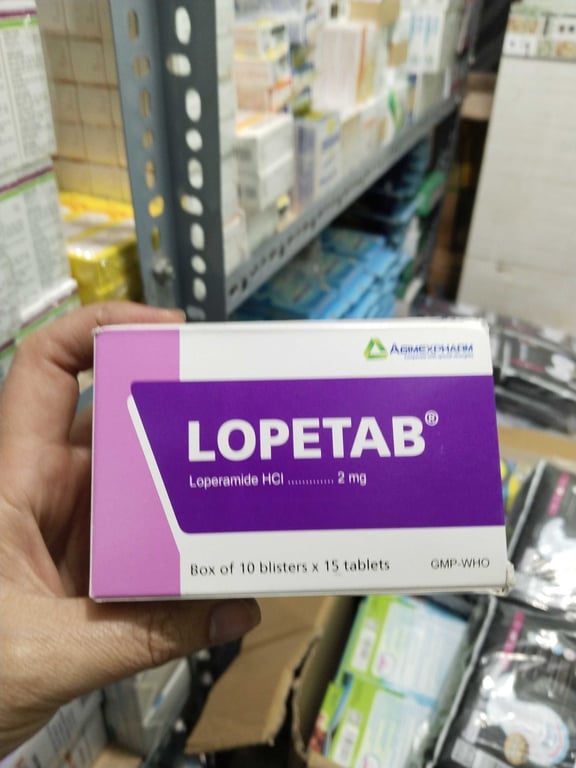 AGIMEXPHARM
LOPETAB®
Loperamide HCl ............. 2 mg
Box of 10 blisters x 15 tablets
GMP-WHO